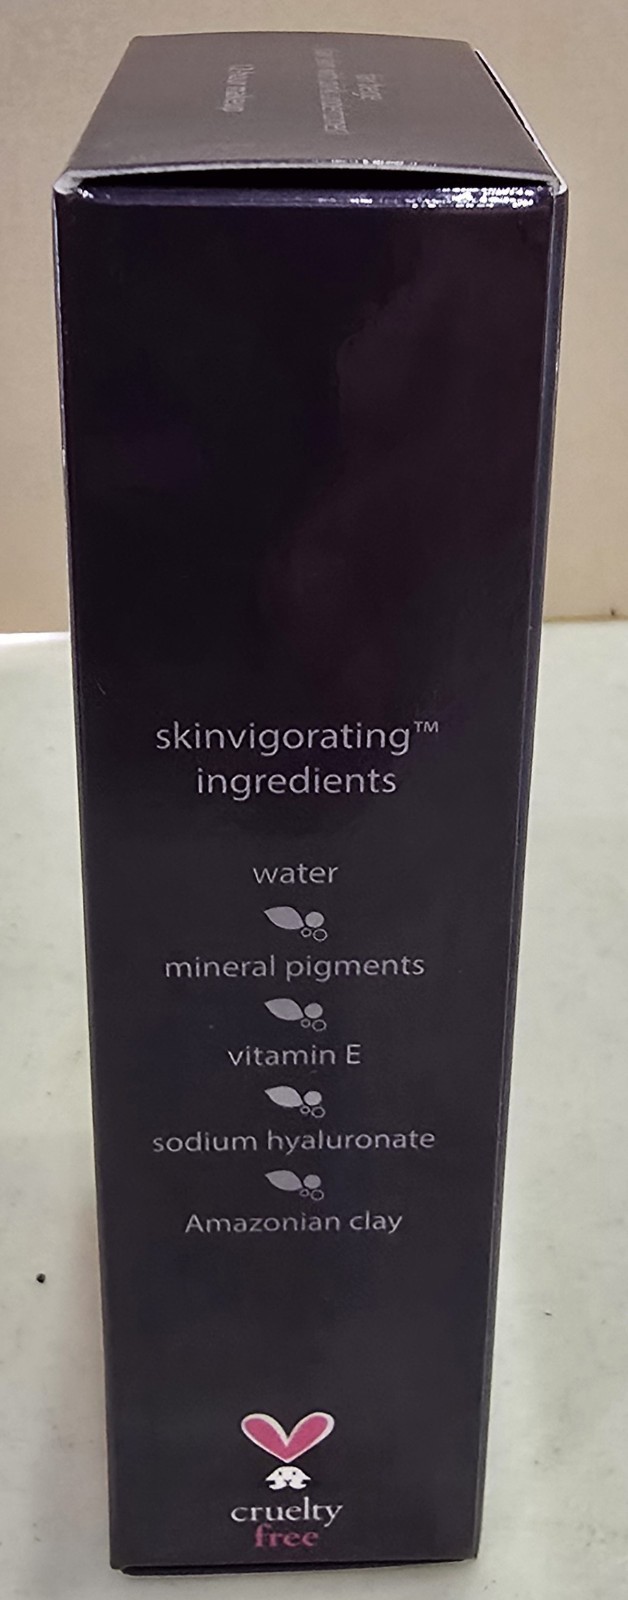 skinvigorating™
ingredients
water
mineral pigments
vitamin E
sodium hyaluronate
Amazonian clay
cruelty
free